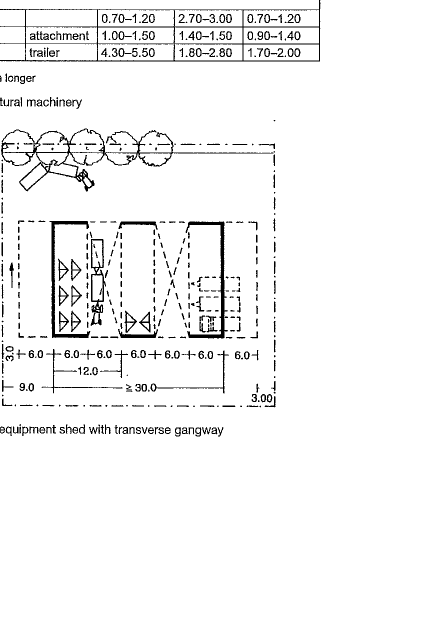 0.70–1.20 2.70–3.00 0.70–1.20
attachment 1.00–1.50 1.40–1.50 0.90–1.40
trailer 4.30–5.50 1.80–2.80 1.70–2.00
longer
tural machinery
3.0 6.0 6.0 6.0 6.0 6.0 6.0 6.0
12.0
9.0 ≥ 30.0
3.00
equipment shed with transverse gangway